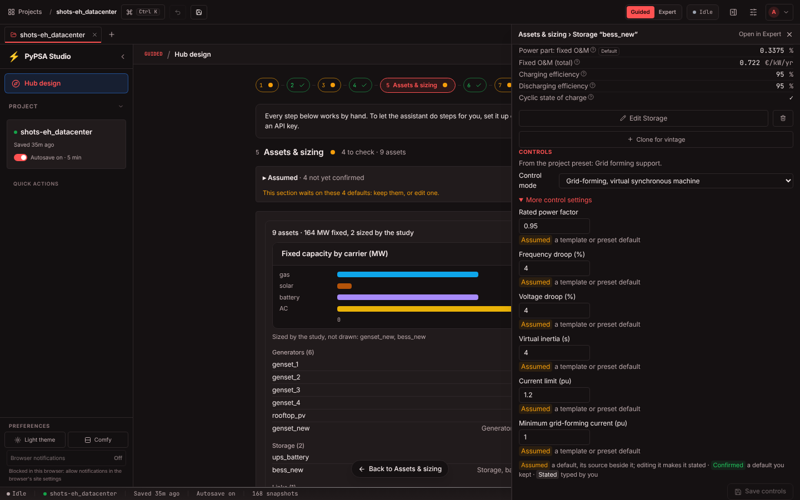 Projects / shots-eh_datacenter
⌘ Ctrl K
Guided Expert
Idle
A
shots-eh_datacenter × +
PyPSA Studio
Hub design
PROJECT
shots-eh_datacenter
Saved 35m ago
Autosave on · 5 min
QUICK ACTIONS
PREFERENCES
Light theme
Comfy
Browser notifications Off
Blocked in this browser: allow notifications in the
browser's site settings
GUIDED / Hub design
1
2 ✓
3
4 ✓
5 Assets & sizing
6 ✓
7
Every step below works by hand. To let the assistant do steps for you, set it up
an API key.
5 Assets & sizing 4 to check · 9 assets
▸ Assumed · 4 not yet confirmed
This section waits on these 4 defaults: keep them, or edit one.
9 assets · 164 MW fixed, 2 sized by the study
Fixed capacity by carrier (MW)
gas
solar
battery
AC
0
Sized by the study, not drawn: genset_new, bess_new
Generators (6)
genset_1
genset_2
genset_3
genset_4
rooftop_pv
genset_new Generato
Storage (2)
ups_battery
bess_new Storage, ba
← Back to Assets & sizing
Assets & sizing › Storage “bess_new”
Open in Expert ×
Power part: fixed O&M Default 0.3375 %
Fixed O&M (total) 0.722 €/kW/yr
Charging efficiency 95 %
Discharging efficiency 95 %
Cyclic state of charge ✓
Edit Storage
+ Clone for vintage
CONTROLS
From the project preset: Grid forming support.
Control
mode
Grid-forming, virtual synchronous machine
▼ More control settings
Rated power factor
0.95
Assumed a template or preset default
Frequency droop (%)
4
Assumed a template or preset default
Voltage droop (%)
4
Assumed a template or preset default
Virtual inertia (s)
4
Assumed a template or preset default
Current limit (pu)
1.2
Assumed a template or preset default
Minimum grid-forming current (pu)
1
Assumed a template or preset default
Assumed a default, its source beside it; editing it makes it stated · Confirmed a default you
kept · Stated typed by you
Save controls
Idle shots-eh_datacenter Saved 35m ago Autosave on · 168 snapshots